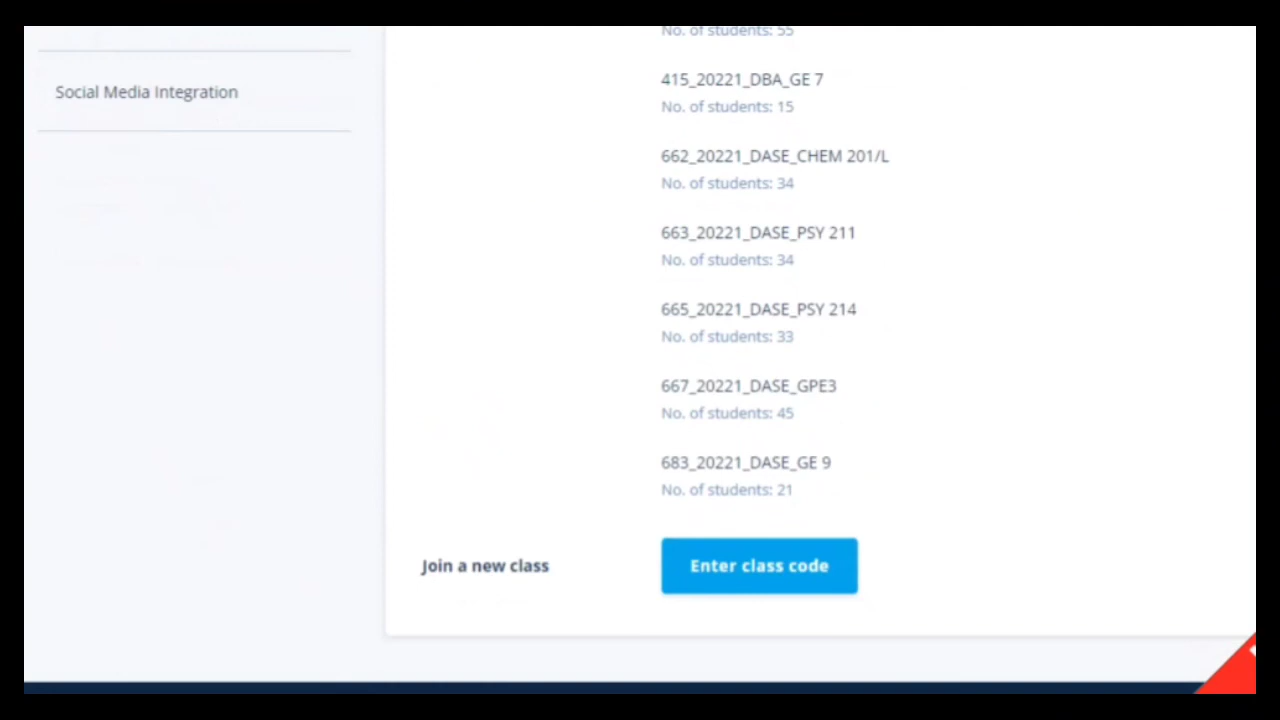 No. of students: 55
Social Media Integration
415_20221_DBA_GE 7
No. of students: 15
662_20221_DASE_CHEM 201/L
No. of students: 34
663_20221_DASE_PSY 211
No. of students: 34
665_20221_DASE_PSY 214
No. of students: 33
667_20221_DASE_GPE3
No. of students: 45
683_20221_DASE_GE 9
No. of students: 21
Join a new class
Enter class code